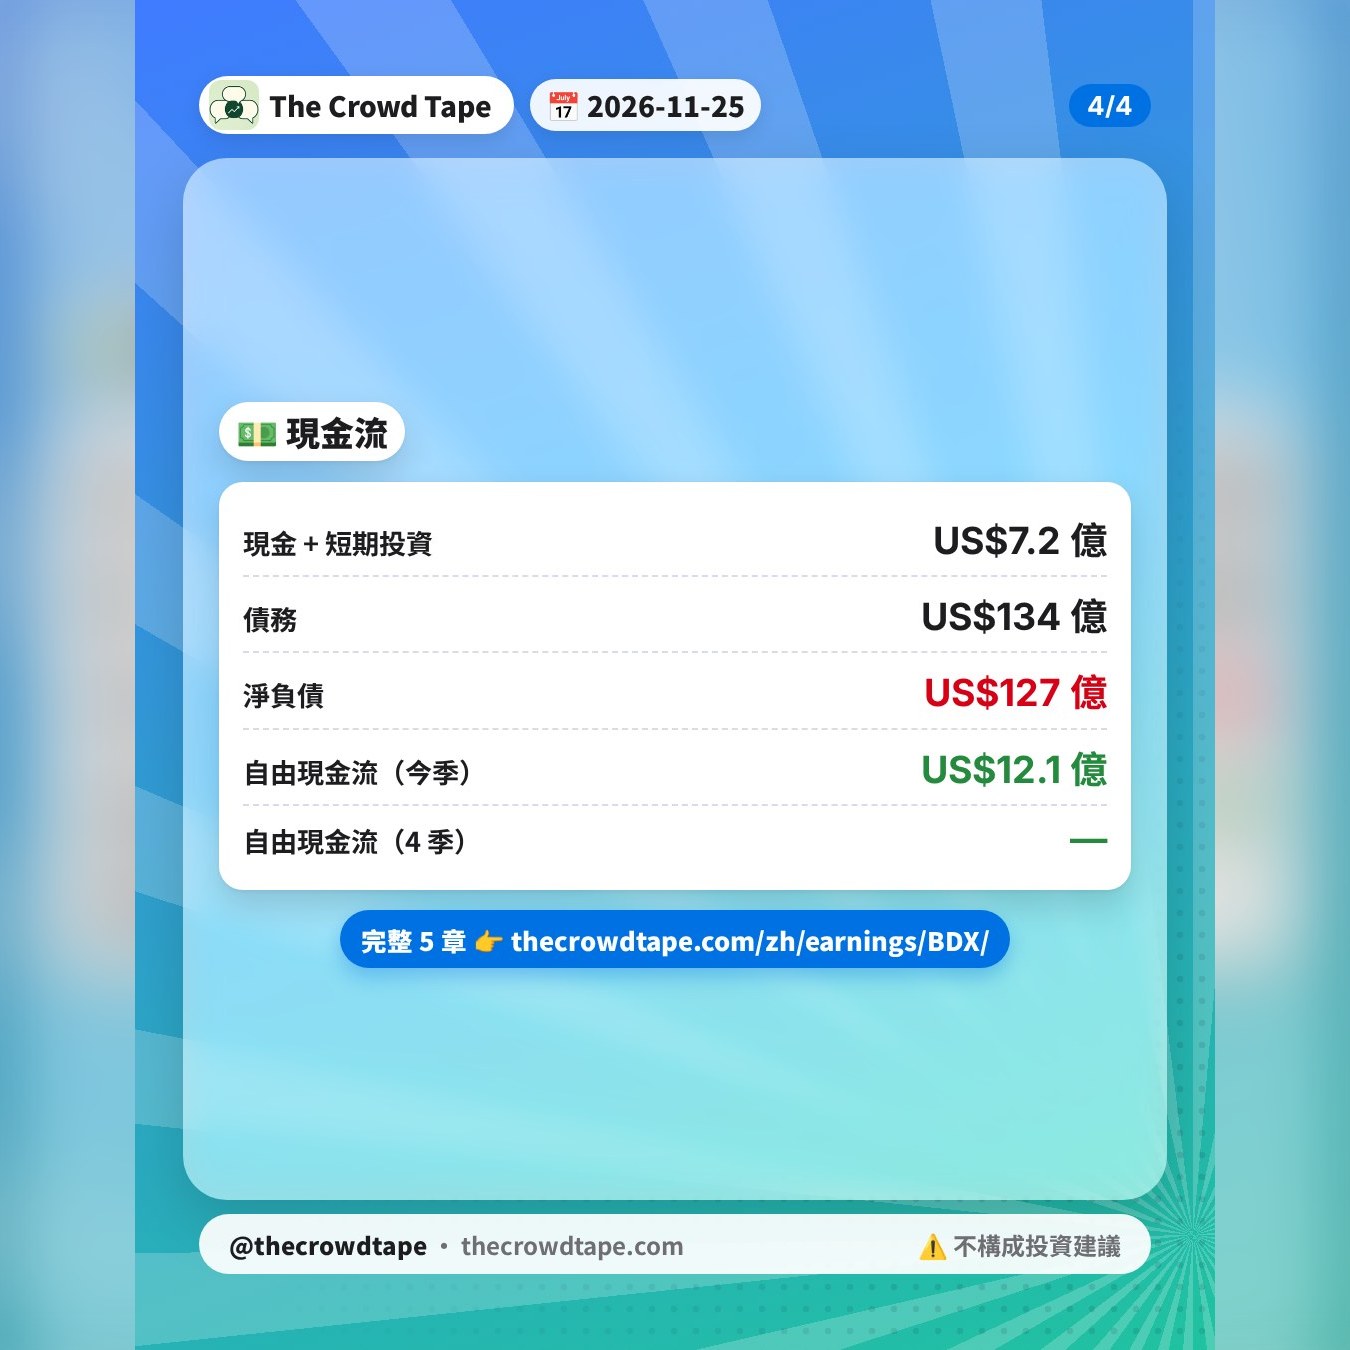 The Crowd Tape
2026-11-25
4/4
現金流
現金 + 短期投資
US$7.2 億
債務
US$134 億
淨負債
US$127 億
自由現金流（今季）
US$12.1 億
自由現金流（4 季）
—
完整 5 章 👉 thecrowdtape.com/zh/earnings/BDX/
@thecrowdtape • thecrowdtape.com
⚠️ 不構成投資建議